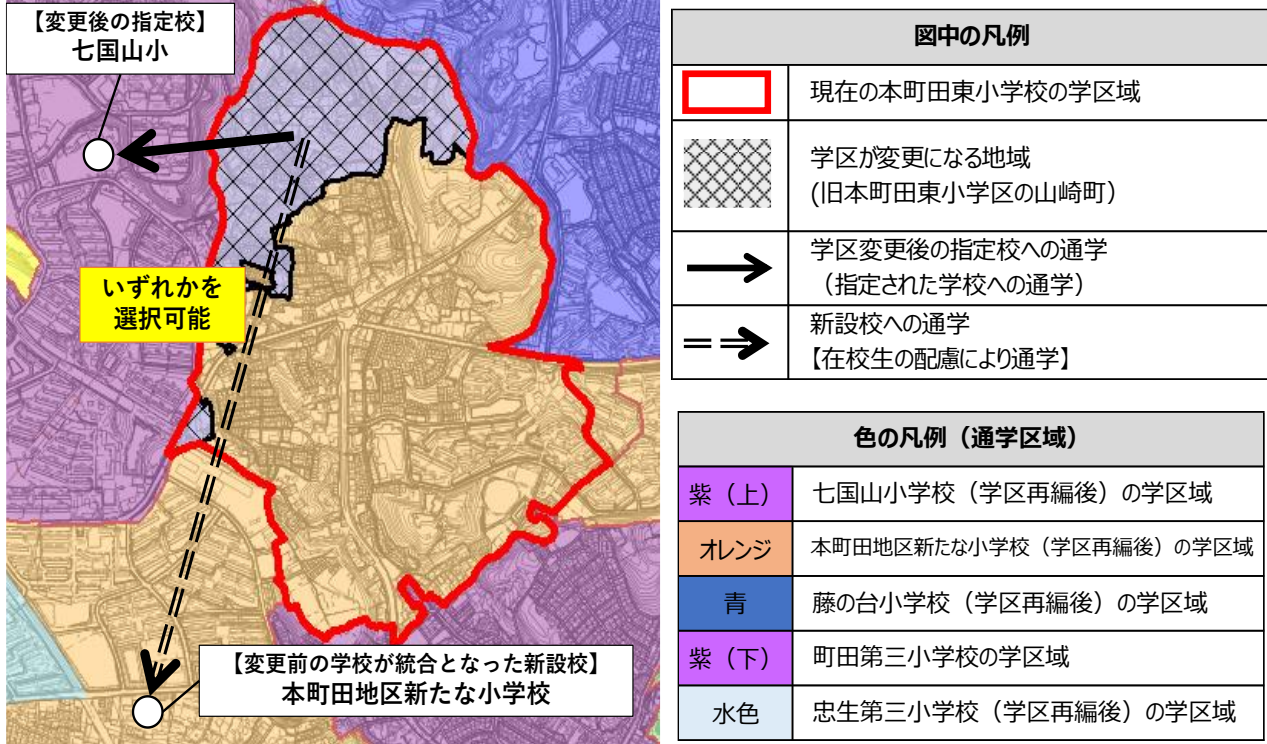 【変更後の指定校】
七国山小
いずれかを
選択可能
【変更前の学校が統合となった新設校】
本町田地区新たな小学校
図中の凡例
現在の本町田東小学校の学区域
学区が変更になる地域
(旧本町田東小学区の山崎町）
学区変更後の指定校への通学
（指定された学校への通学）
新設校への通学
【在校生の配慮により通学】
色の凡例（通学区域）
紫（上） 七国山小学校（学区再編後）の学区域
オレンジ 本町田地区新たな小学校（学区再編後）の学区域
青 藤の台小学校（学区再編後）の学区域
紫（下） 町田第三小学校の学区域
水色 忠生第三小学校（学区再編後）の学区域